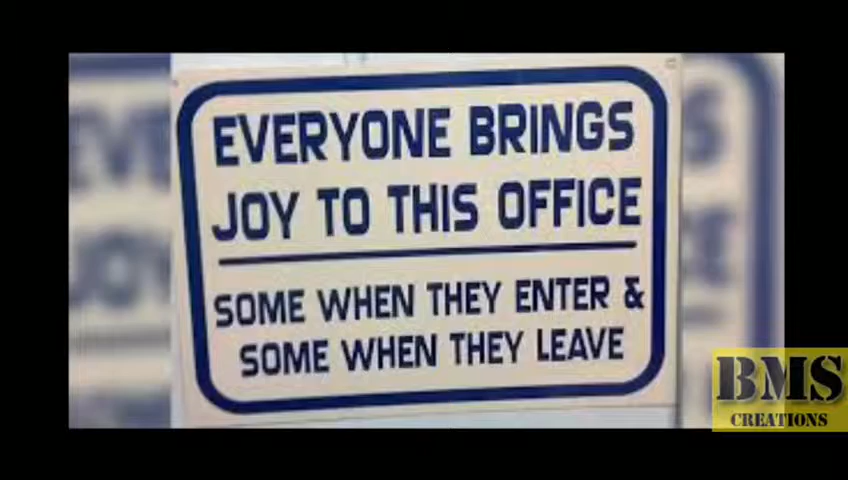 EVERYONE BRINGS
JOY TO THIS OFFICE
SOME WHEN THEY ENTER &
SOME WHEN THEY LEAVE
BMS
CREATIONS